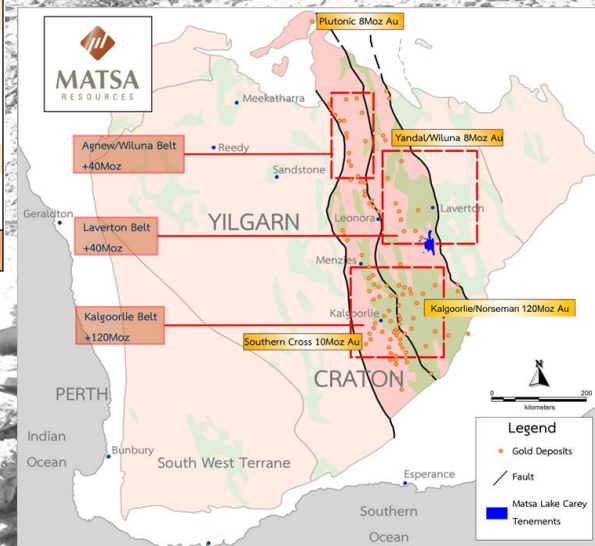 MATSA
RESOURCES
Plutonic 8Moz Au
Meekatharra
Agnew/Wiluna Belt
+40Moz
Reedy
Yandal/Wiluna 8Moz Au
Sandstone
Geraldton
Laverton Belt
+40Moz
YILGARN
Leonora
Laverton
Menzies
Kalgoorlie Belt
+120Moz
Kalgoorlie
Kalgoorlie/Norseman 120Moz Au
Southern Cross 10Moz Au
CRATON
PERTH
N
0
200
kilometers
Indian
Ocean
Bunbury
South West Terrane
Esperance
Southern
Ocean
Legend
Gold Deposits
Fault
Matsa Lake Carey
Tenements